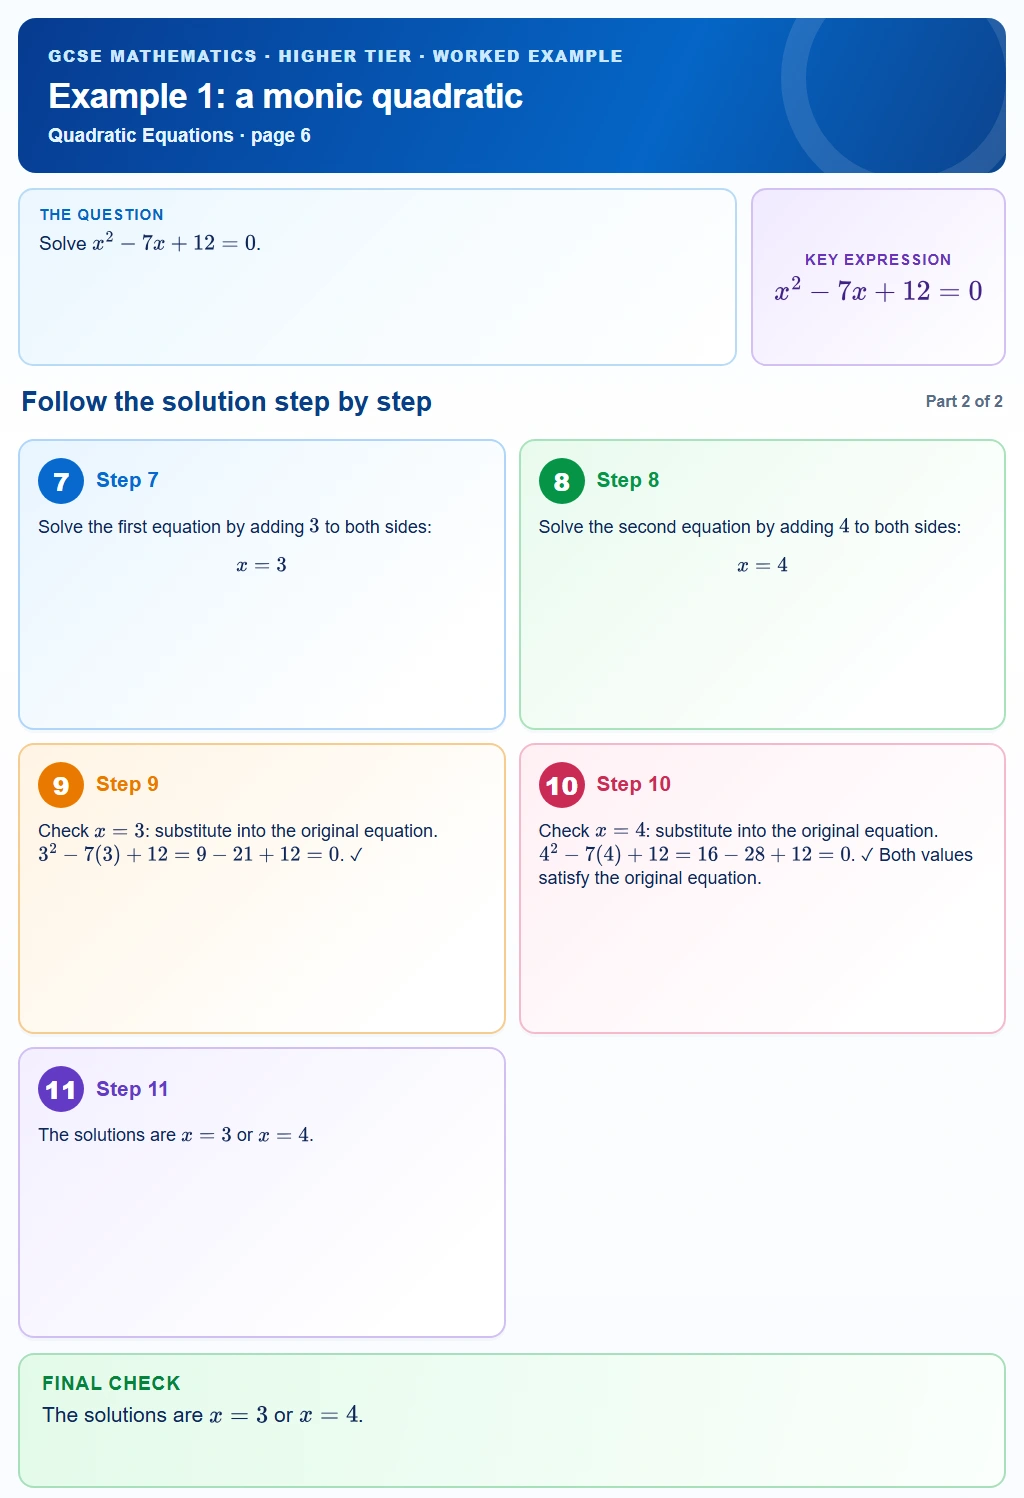 GCSE MATHEMATICS · HIGHER TIER · WORKED EXAMPLE
Example 1: a monic quadratic
Quadratic Equations · page 6
THE QUESTION
Solve x² − 7x + 12 = 0.
KEY EXPRESSION
x² − 7x + 12 = 0
Follow the solution step by step
Part 2 of 2
7 Step 7
Solve the first equation by adding 3 to both sides:
x = 3
8 Step 8
Solve the second equation by adding 4 to both sides:
x = 4
9 Step 9
Check x = 3: substitute into the original equation.
3² − 7(3) + 12 = 9 − 21 + 12 = 0. ✓
10 Step 10
Check x = 4: substitute into the original equation.
4² − 7(4) + 12 = 16 − 28 + 12 = 0. ✓ Both values
satisfy the original equation.
11 Step 11
The solutions are x = 3 or x = 4.
FINAL CHECK
The solutions are x = 3 or x = 4.